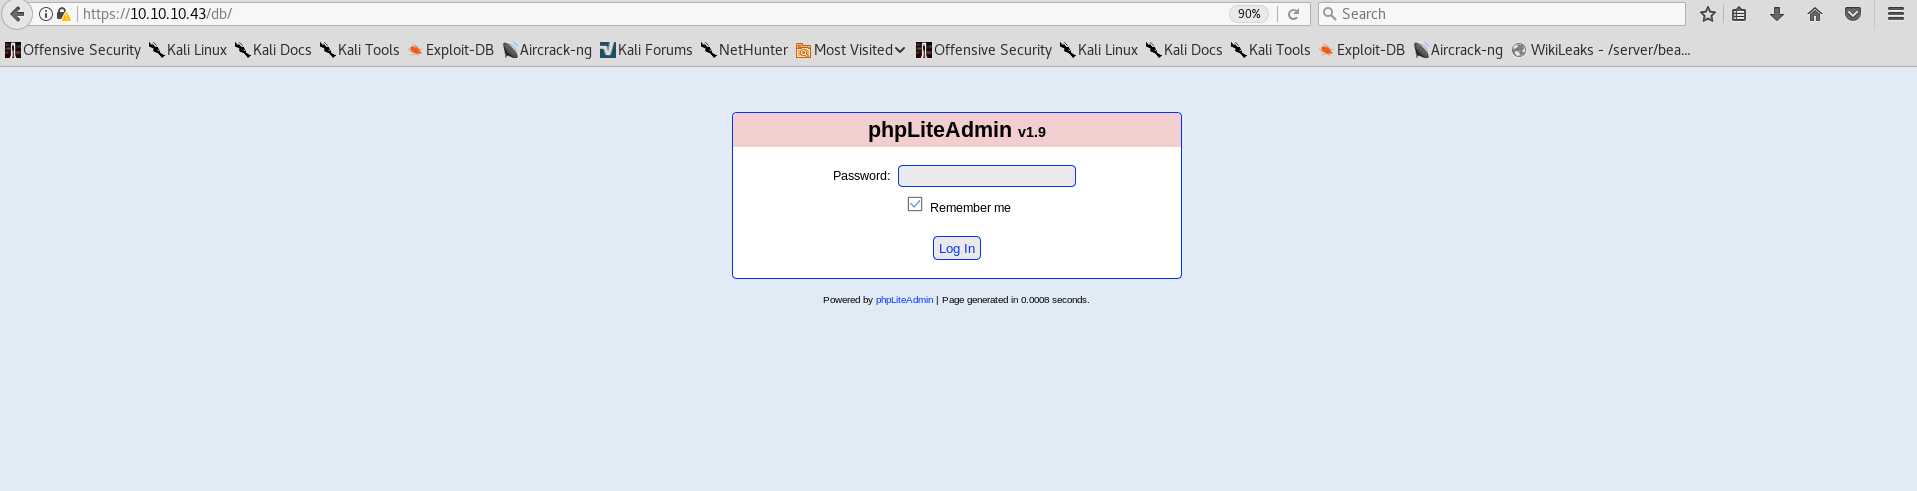 https://10.10.10.43/db/ 90% Search
Offensive Security Kali Linux Kali Docs Kali Tools Exploit-DB Aircrack-ng Kali Forums NetHunter Most Visited Offensive Security Kali Linux Kali Docs Kali Tools Exploit-DB Aircrack-ng WikiLeaks - /server/bea...
phpLiteAdmin v1.9
Password:
Remember me
Log In
Powered by phpLiteAdmin | Page generated in 0.0008 seconds.